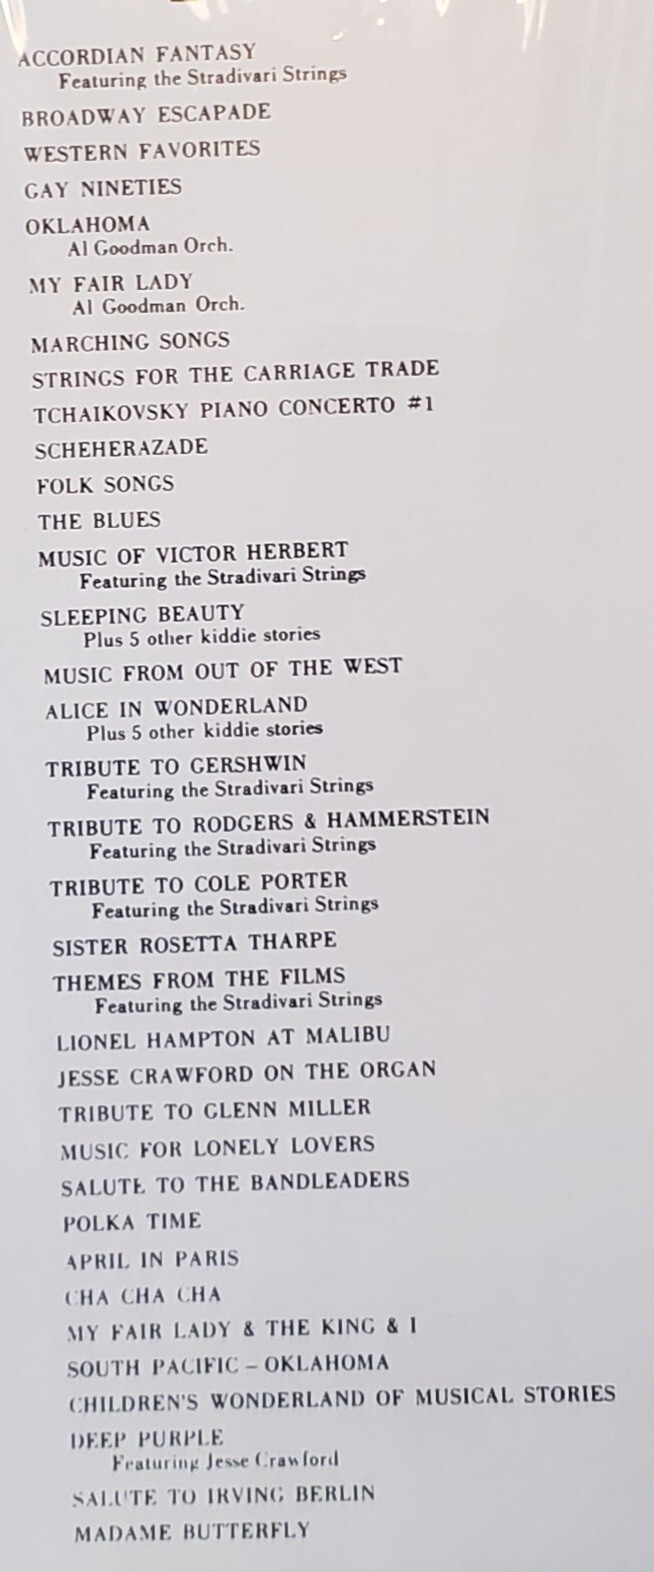 ACCORDIAN FANTASY
Featuring the Stradivari Strings
BROADWAY ESCAPADE
WESTERN FAVORITES
GAY NINETIES
OKLAHOMA
Al Goodman Orch.
MY FAIR LADY
Al Goodman Orch.
MARCHING SONGS
STRINGS FOR THE CARRIAGE TRADE
TCHAIKOVSKY PIANO CONCERTO #1
SCHEHERAZADE
FOLK SONGS
THE BLUES
MUSIC OF VICTOR HERBERT
Featuring the Stradivari Strings
SLEEPING BEAUTY
Plus 5 other kiddie stories
MUSIC FROM OUT OF THE WEST
ALICE IN WONDERLAND
Plus 5 other kiddie stories
TRIBUTE TO GERSHWIN
Featuring the Stradivari Strings
TRIBUTE TO RODGERS & HAMMERSTEIN
Featuring the Stradivari Strings
TRIBUTE TO COLE PORTER
Featuring the Stradivari Strings
SISTER ROSETTA THARPE
THEMES FROM THE FILMS
Featuring the Stradivari Strings
LIONEL HAMPTON AT MALIBU
JESSE CRAWFORD ON THE ORGAN
TRIBUTE TO GLENN MILLER
MUSIC FOR LONELY LOVERS
SALUTE TO THE BANDLEADERS
POLKA TIME
APRIL IN PARIS
CHA CHA CHA
MY FAIR LADY & THE KING & I
SOUTH PACIFIC – OKLAHOMA
CHILDREN'S WONDERLAND OF MUSICAL STORIES
DEEP PURPLE
Featuring Jesse Crawford
SALUTE TO IRVING BERLIN
MADAME BUTTERFLY